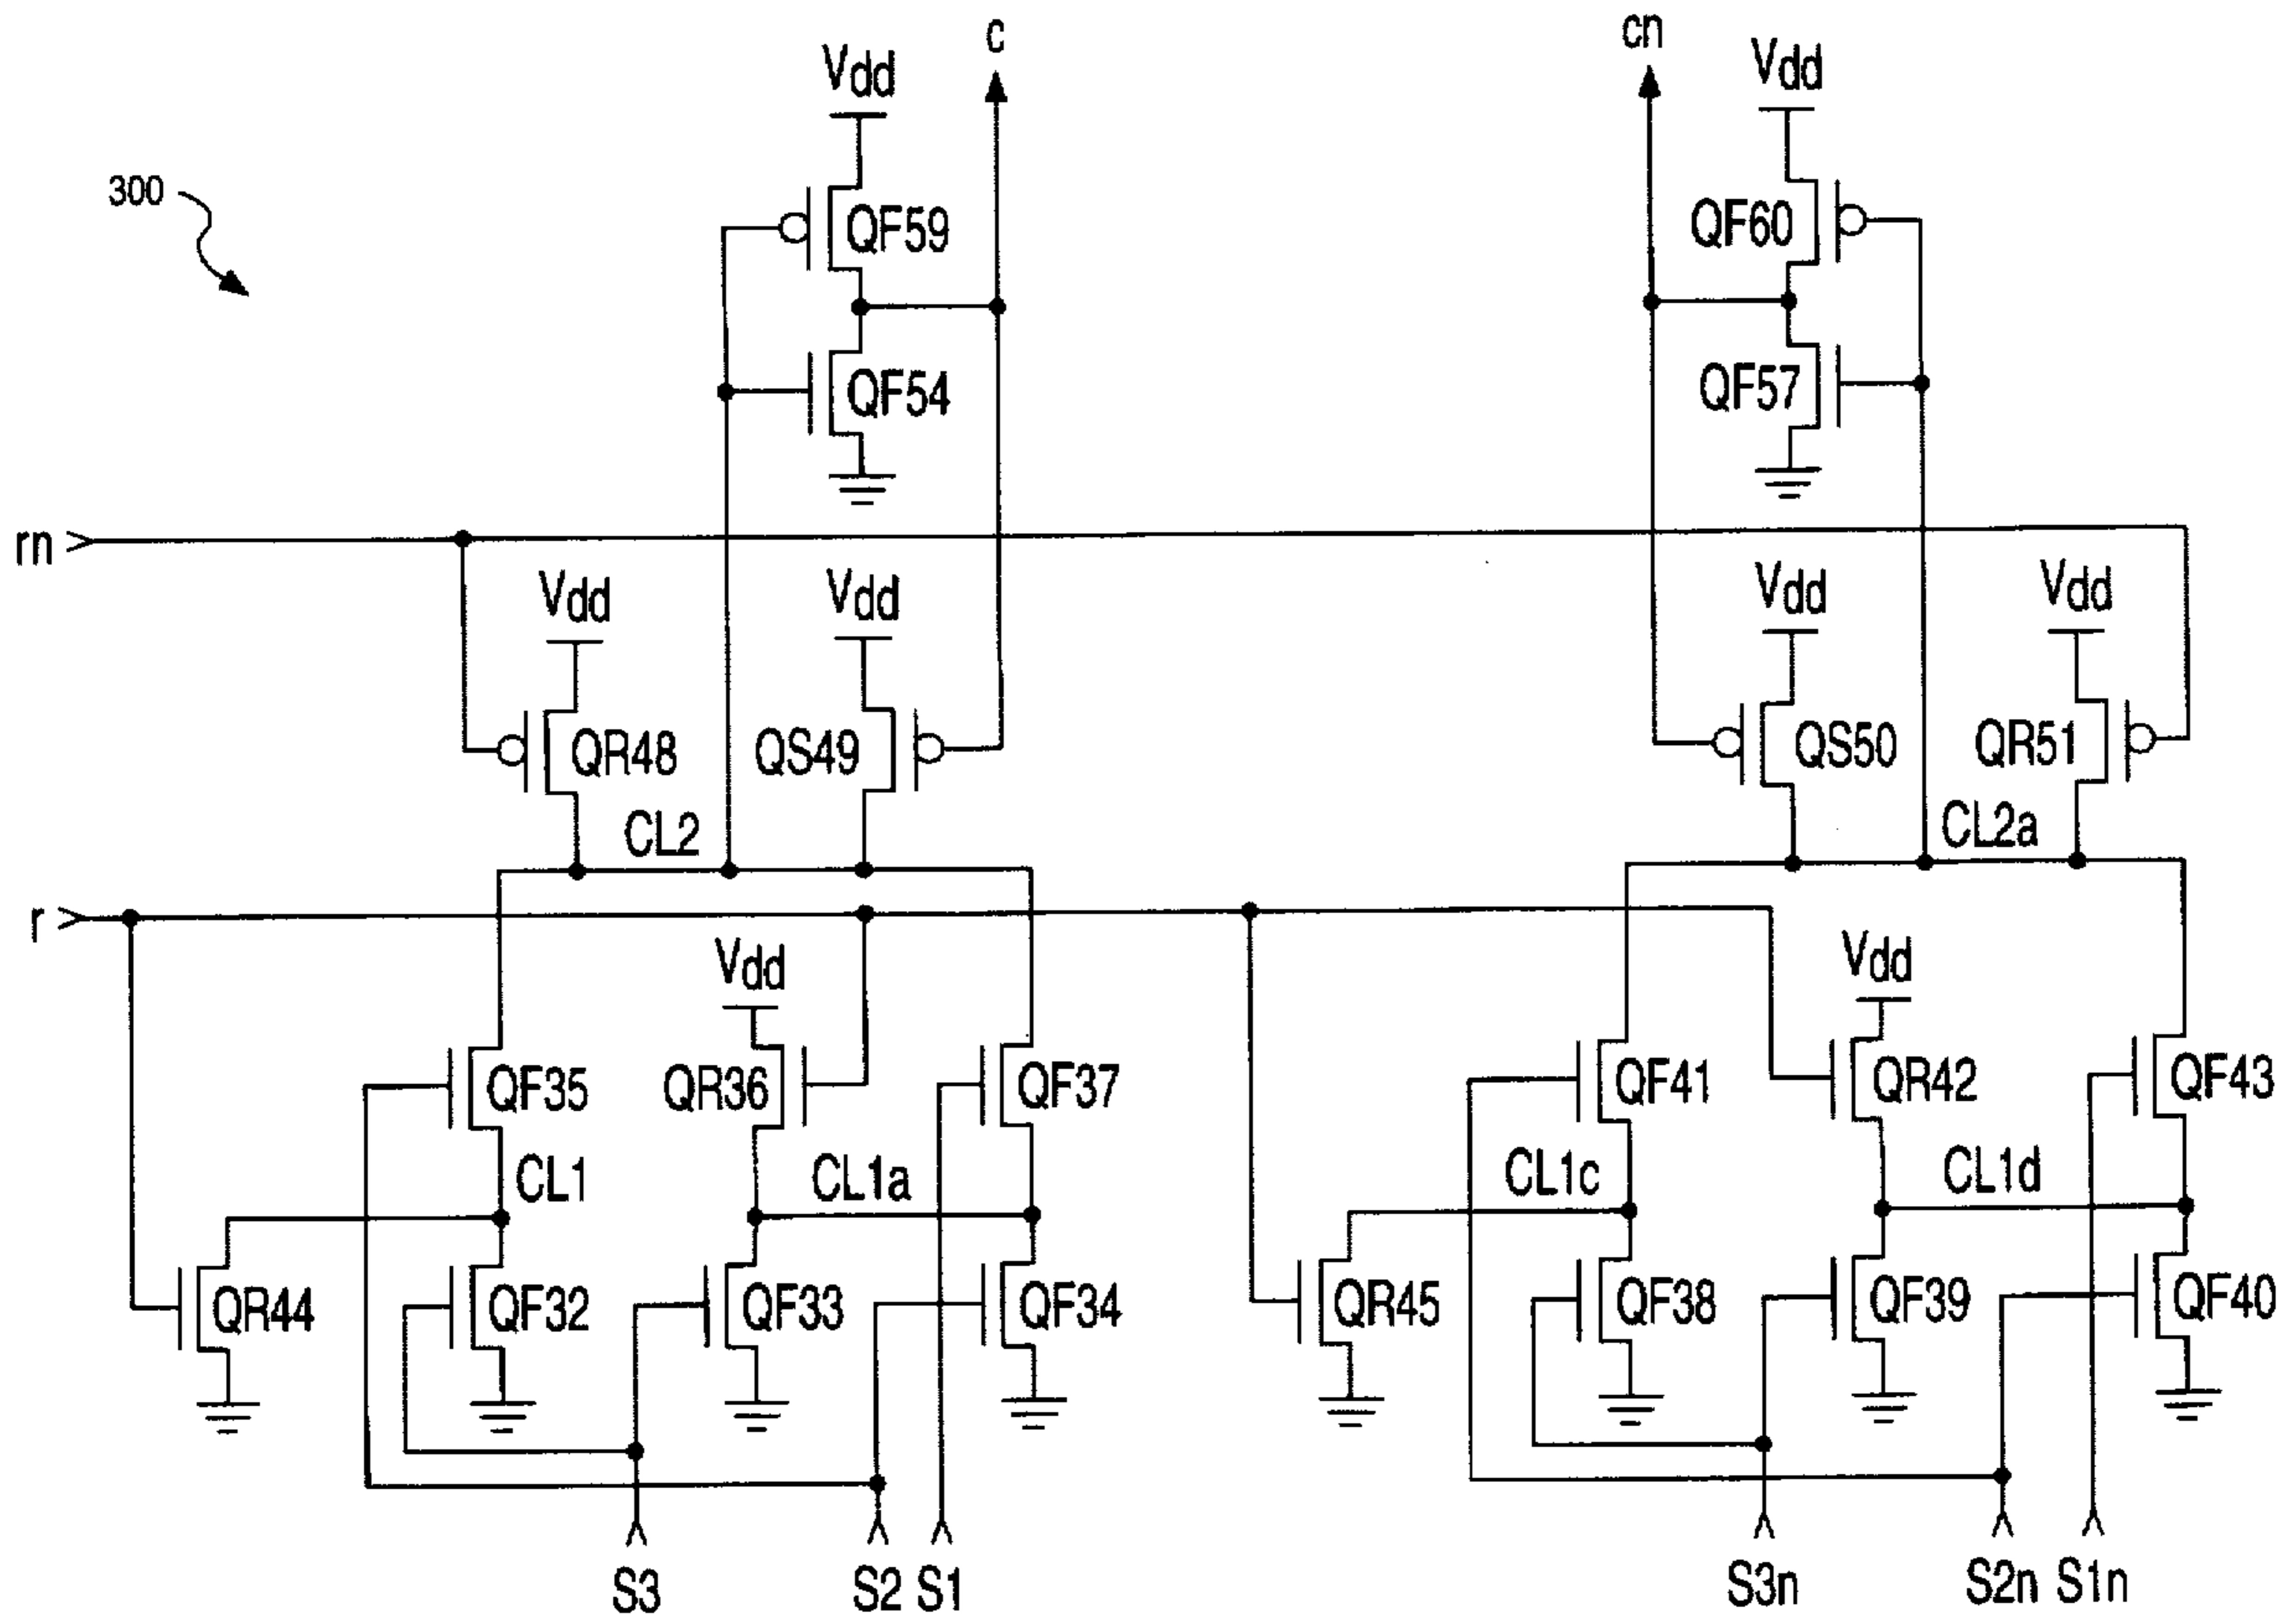 c
cn
Vdd
Vdd
300
QF59
QF60
QF54
QF57
rn
Vdd
Vdd
Vdd
Vdd
QR48
QS49
QS50
QR51
CL2
CL2a
r
Vdd
Vdd
QF35
QR36
QF37
QF41
QR42
QF43
CL1
CL1a
CL1c
CL1d
QR44
QF32
QF33
QF34
QR45
QF38
QF39
QF40
S3
S2
S1
S3n
S2n
S1n